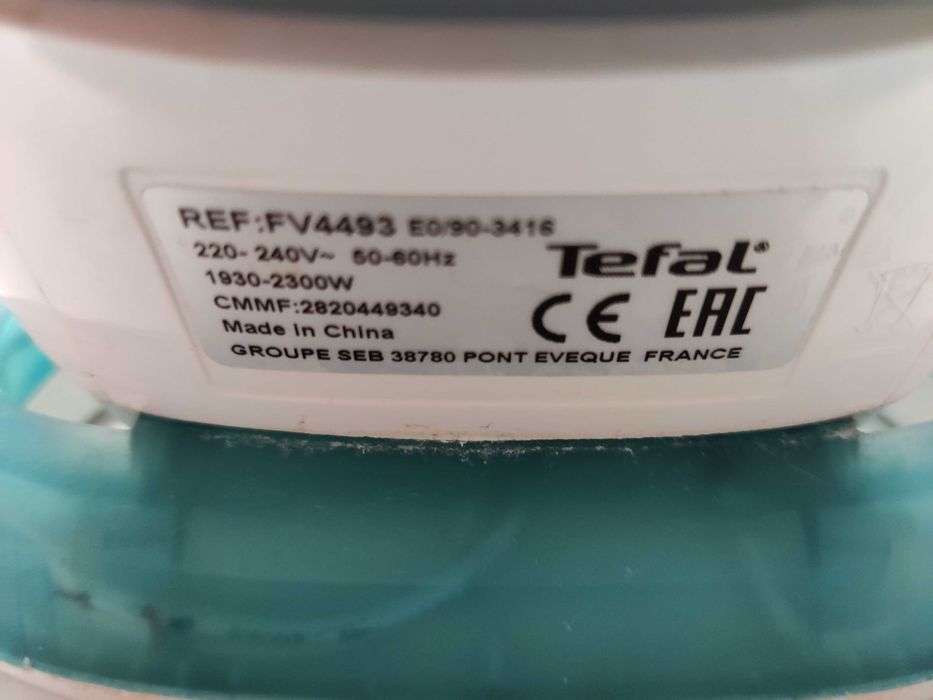 REF:FV4493 E0/90-3416
220- 240V~ 50-60Hz
1930-2300W
CMMF:2820449340
Made In China
GROUPE SEB 38780 PONT EVEQUE FRANCE
Tefal®
CE EAC